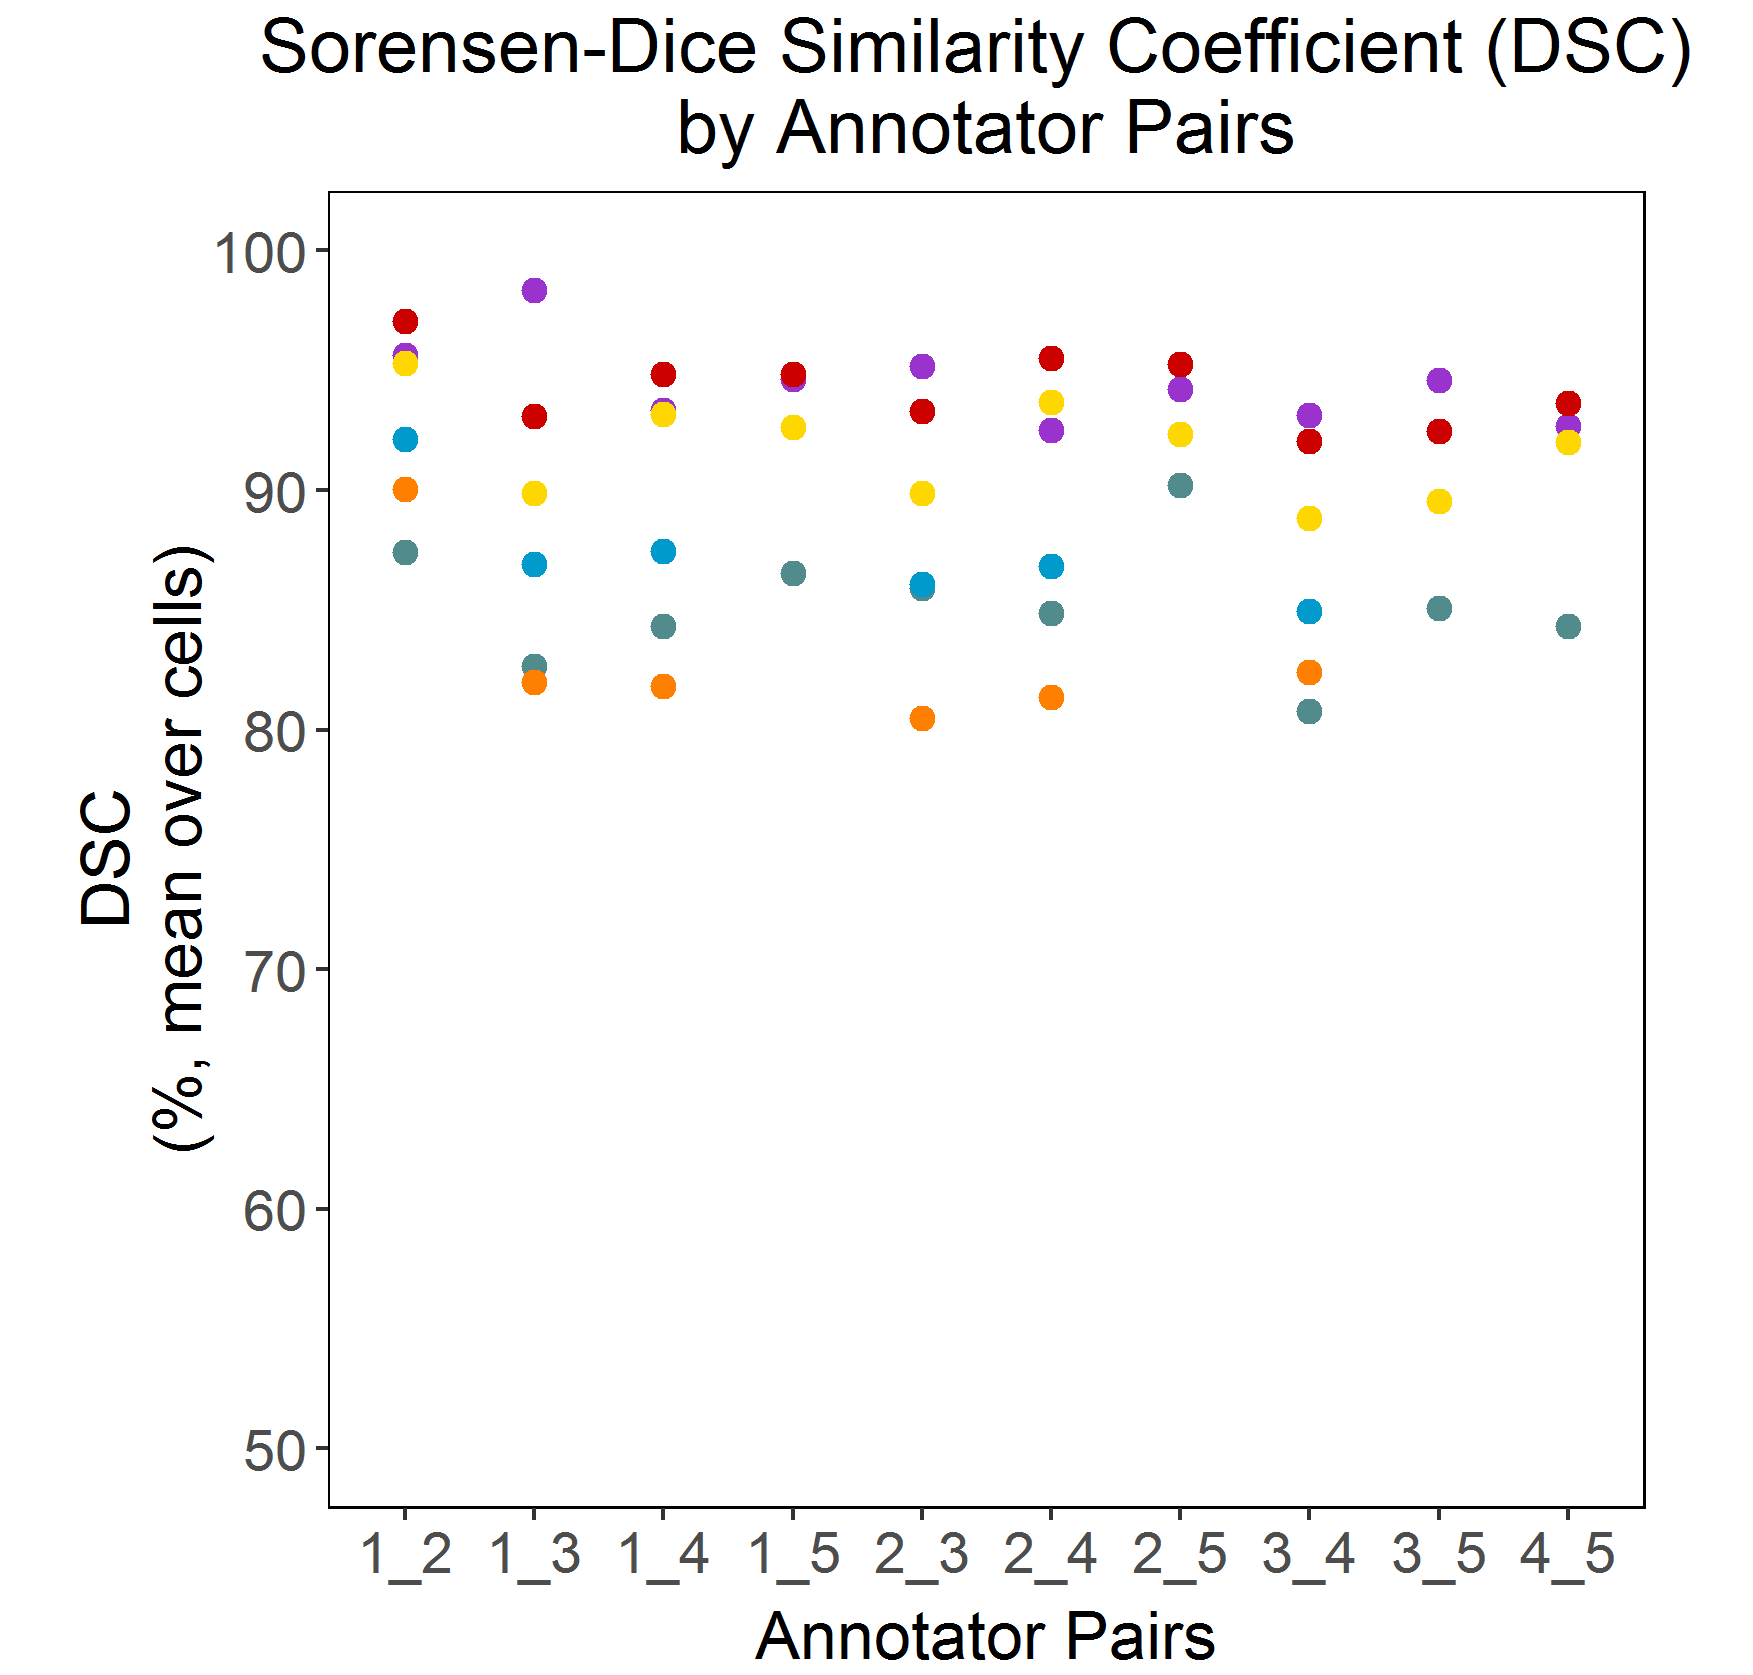 Sorensen-Dice Similarity Coefficient (DSC)
by Annotator Pairs
DSC
(%, mean over cells)
100
90
80
70
60
50
1_2 1_3 1_4 1_5 2_3 2_4 2_5 3_4 3_5 4_5
Annotator Pairs